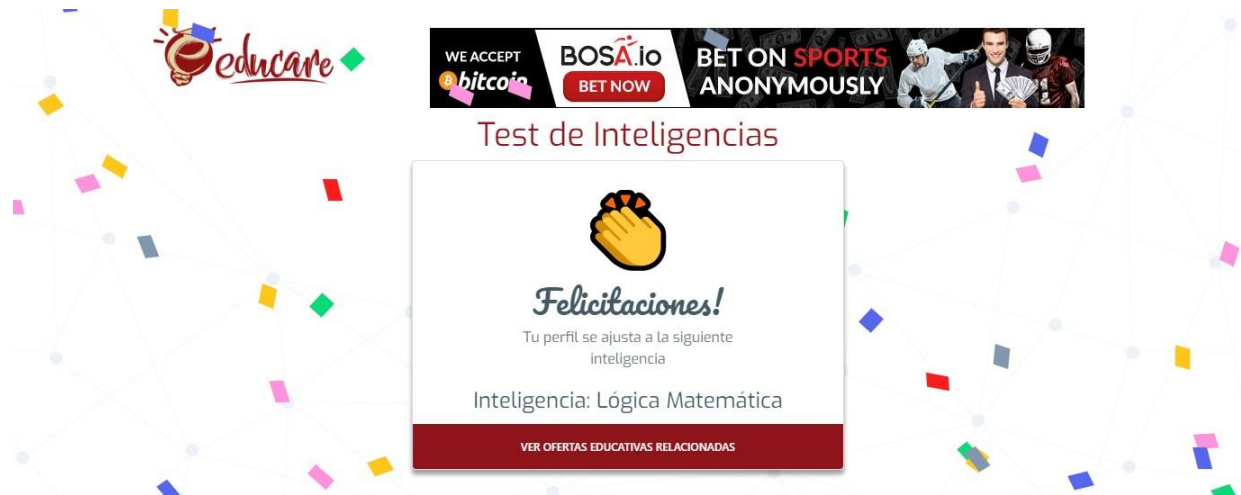 educare
WE ACCEPT
bitcoin
BOSA.io
BET NOW
BET ON SPORTS
ANONYMOUSLY
Test de Inteligencias
Felicitaciones!
Tu perfil se ajusta a la siguiente
inteligencia
Inteligencia: Lógica Matemática
VER OFERTAS EDUCATIVAS RELACIONADAS